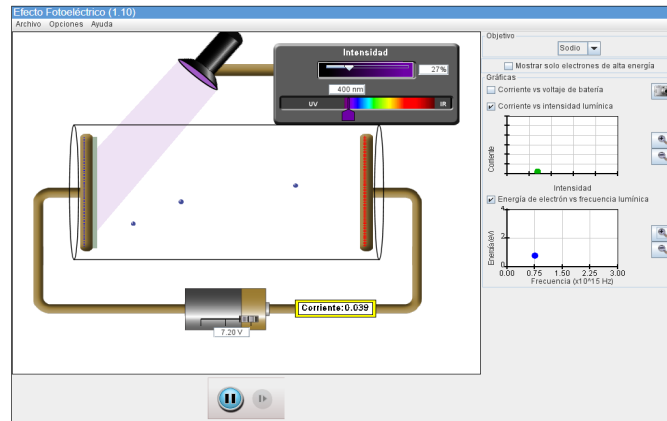 Efecto Fotoeléctrico (1.10)
Archivo Opciones Ayuda
Intensidad
27%
400 nm
UV
IR
Corriente:0.039
7.20 V
Objetivo
Sodio
Mostrar solo electrones de alta energía
Gráficas
Corriente vs voltaje de batería
Corriente vs intensidad lumínica
Corriente
Intensidad
Energía de electrón vs frecuencia lumínica
Energía (eV)
4
2
0
0.00 0.75 1.50 2.25 3.00
Frecuencia (x10^15 Hz)